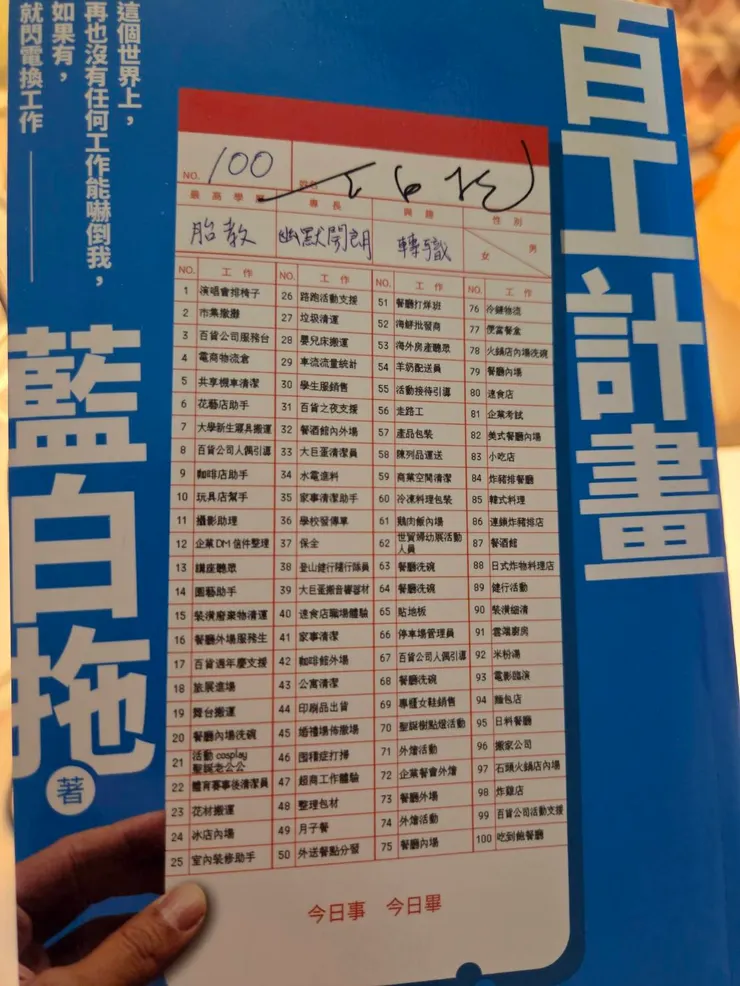 百工計畫
這個世界上，
再也沒有任何工作能嚇倒我，
如果有，
就閃電換工作——
藍白拖 著
NO. 100
最高學歷 專長 興趣 性別
胎教 幽默開朗 轉職 女 男
NO. 工作 NO. 工作 NO. 工作 NO. 工作
1 演唱會排椅子
2 市集撤攤
3 百貨公司服務台
4 電商物流倉
5 共享機車清潔
6 花藝店助手
7 大學新生寢具搬運
8 百貨公司人偶引導
9 咖啡店助手
10 玩具店幫手
11 攝影助理
12 企業DM信件整理
13 講座聽眾
14 園藝助手
15 裝潢廢棄物清運
16 餐廳外場服務生
17 百貨週年慶支援
18 旅展進場
19 舞台搬運
20 餐廳內場洗碗
21 活動cosplay
聖誕老公公
22 體育賽事後清潔員
23 花材搬運
24 冰店內場
25 室內裝修助手
26 路跑活動支援
27 垃圾清運
28 嬰兒床搬運
29 車流流量統計
30 學生服銷售
31 百貨之夜支援
32 餐酒館內外場
33 大巨蛋清潔員
34 水電進料
35 家事清潔助手
36 學校發傳單
37 保全
38 登山健行隨行隊員
39 大巨蛋搬音響器材
40 速食店職場體驗
41 家事清潔
42 咖啡館外場
43 公寓清潔
44 印刷品出貨
45 婚禮場佈撤場
46 囤積症打掃
47 超商工作體驗
48 整理包材
49 月子餐
50 外送餐點分發
51 餐廳打烊班
52 海鮮批發商
53 海外房產聽眾
54 羊奶配送員
55 活動接待引導
56 走路工
57 產品包裝
58 陳列品運送
59 商業空間清潔
60 冷凍料理包裝
61 雞肉飯內場
62 世貿婦幼展活動
人員
63 餐廳洗碗
64 餐廳洗碗
65 貼地板
66 停車場管理員
67 百貨公司人偶引導
68 餐廳洗碗
69 專櫃女鞋銷售
70 聖誕樹點燈活動
71 外燴活動
72 企業餐會外燴
73 餐廳外場
74 外燴活動
75 餐廳內場
76 冷鏈物流
77 便當餐盒
78 火鍋店內場洗碗
79 餐廳內場
80 速食店
81 企業考試
82 美式餐廳內場
83 小吃店
84 炸豬排餐廳
85 韓式料理
86 連鎖炸豬排店
87 餐酒館
88 日式炸物料理店
89 健行活動
90 裝潢細清
91 雲端廚房
92 米粉湯
93 電影臨演
94 麵包店
95 日料餐廳
96 搬家公司
97 石頭火鍋店內場
98 炸雞店
99 百貨公司活動支援
100 吃到飽餐廳
今日事 今日畢